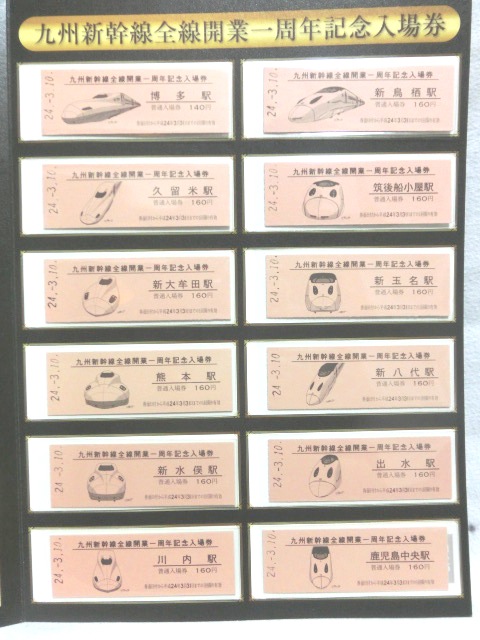 九州新幹線全線開業一周年記念入場券
九州新幹線全線開業一周年記念入場券
24.-3.10.
博多駅
普通入場券 140円
九州新幹線全線開業一周年記念入場券
24.-3.10.
新鳥栖駅
普通入場券 160円
九州新幹線全線開業一周年記念入場券
24.-3.10.
久留米駅
普通入場券 160円
九州新幹線全線開業一周年記念入場券
24.-3.10.
筑後船小屋駅
普通入場券 160円
九州新幹線全線開業一周年記念入場券
24.-3.10.
新大牟田駅
普通入場券 160円
九州新幹線全線開業一周年記念入場券
24.-3.10.
新玉名駅
普通入場券 160円
九州新幹線全線開業一周年記念入場券
24.-3.10.
熊本駅
普通入場券 160円
九州新幹線全線開業一周年記念入場券
24.-3.10.
新八代駅
普通入場券 160円
九州新幹線全線開業一周年記念入場券
24.-3.10.
新水俣駅
普通入場券 160円
九州新幹線全線開業一周年記念入場券
24.-3.10.
出水駅
普通入場券 160円
九州新幹線全線開業一周年記念入場券
24.-3.10.
川内駅
普通入場券 160円
九州新幹線全線開業一周年記念入場券
24.-3.10.
鹿児島中央駅
普通入場券 160円